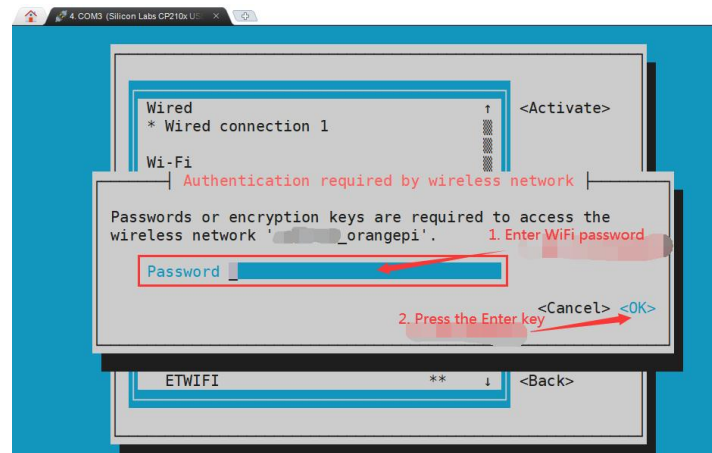 4. COM3 (Silicon Labs CP210x US
Wired ↑ <Activate>
* Wired connection 1
Wi-Fi
Authentication required by wireless network
Passwords or encryption keys are required to access the
wireless network ' _orangepi'.
1. Enter WiFi password
Password _
<Cancel> <OK>
2. Press the Enter key
ETWIFI ** ↓ <Back>